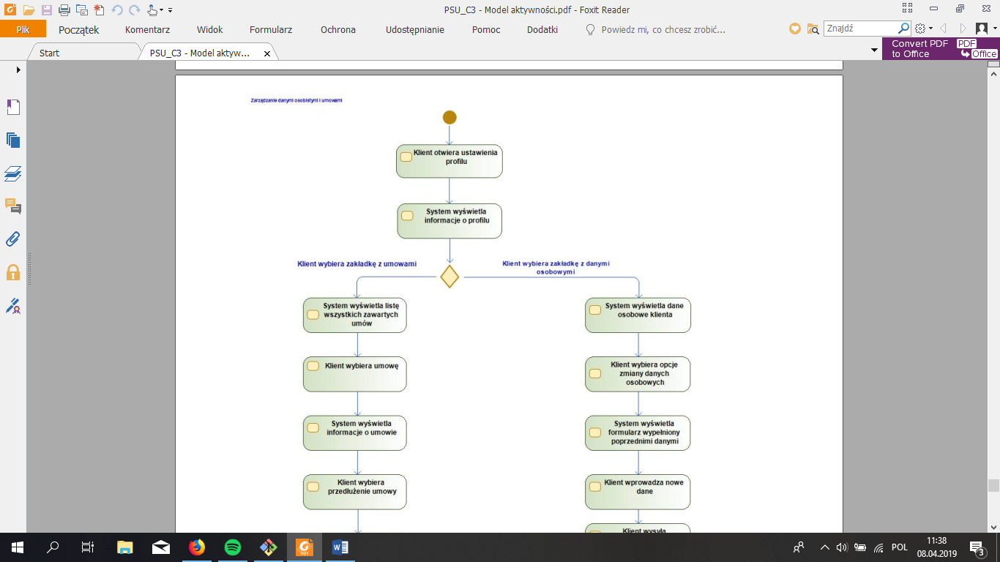 PSU_C3 - Model aktywności.pdf - Foxit Reader
Plik
Początek
Komentarz
Widok
Formularz
Ochrona
Udostępnianie
Pomoc
Dodatki
Powiedz mi, co chcesz zrobić...
Znajdź
Start
PSU_C3 - Model aktyw...
Convert PDF
to Office
PDF
Office
Zarządzanie danymi osobistymi i umowami
Klient otwiera ustawienia
profilu
System wyświetla
informacje o profilu
Klient wybiera zakładkę z umowami
Klient wybiera zakładkę z danymi
osobowymi
System wyświetla listę
wszystkich zawartych
umów
System wyświetla dane
osobowe klienta
Klient wybiera umowę
Klient wybiera opcje
zmiany danych
osobowych
System wyświetla
informacje o umowie
System wyświetla
formularz wypełniony
poprzednimi danymi
Klient wybiera
przedłużenie umowy
Klient wprowadza nowe
dane
Klient wysyła
POL
11:38
08.04.2019
3